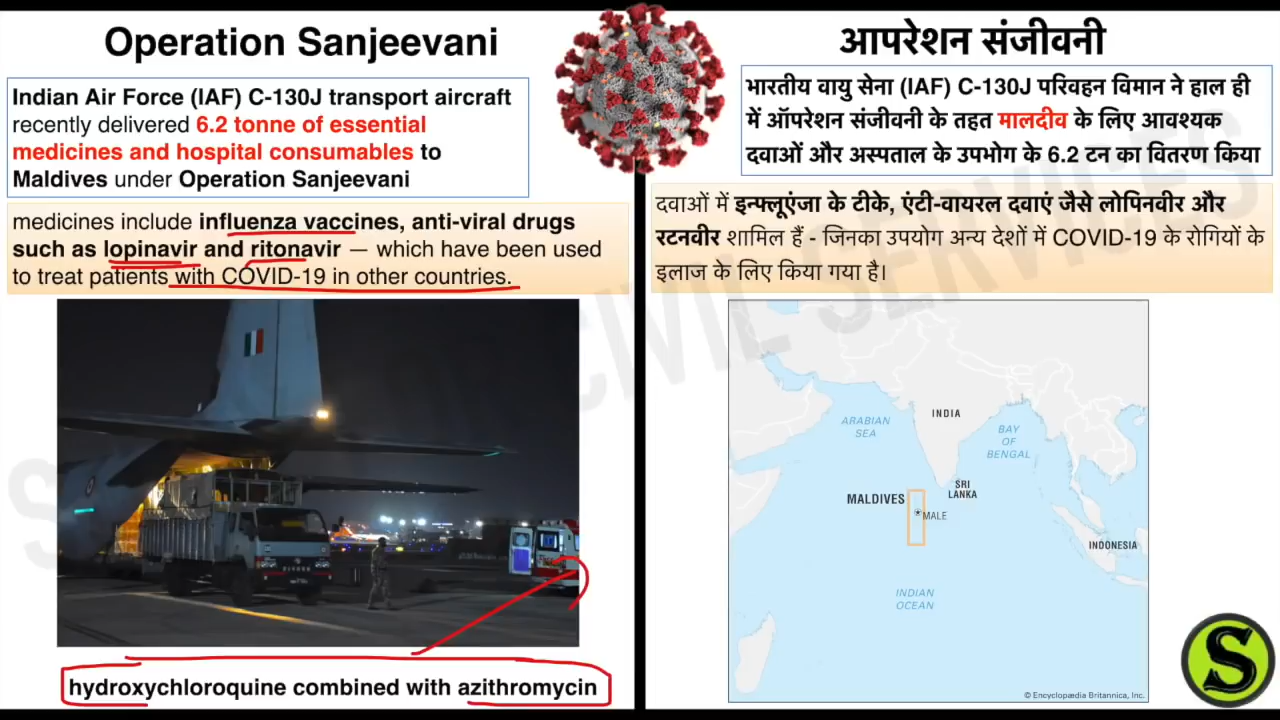 Operation Sanjeevani
Indian Air Force (IAF) C-130J transport aircraft
recently delivered 6.2 tonne of essential
medicines and hospital consumables to
Maldives under Operation Sanjeevani
medicines include influenza vaccines, anti-viral drugs
such as lopinavir and ritonavir — which have been used
to treat patients with COVID-19 in other countries.
hydroxychloroquine combined with azithromycin
आपरेशन संजीवनी
भारतीय वायु सेना (IAF) C-130J परिवहन विमान ने हाल ही
में ऑपरेशन संजीवनी के तहत मालदीव के लिए आवश्यक
दवाओं और अस्पताल के उपभोग के 6.2 टन का वितरण किया
दवाओं में इन्फ्लूएंजा के टीके, एंटी-वायरल दवाएं जैसे लोपिनवीर और
रटनवीर शामिल हैं - जिनका उपयोग अन्य देशों में COVID-19 के रोगियों के
इलाज के लिए किया गया है।
INDIA
ARABIAN
SEA
BAY
OF
BENGAL
SRI
LANKA
MALDIVES
MALE
INDONESIA
INDIAN
OCEAN
© Encyclopædia Britannica, Inc.
S
CIVIL SERVICES